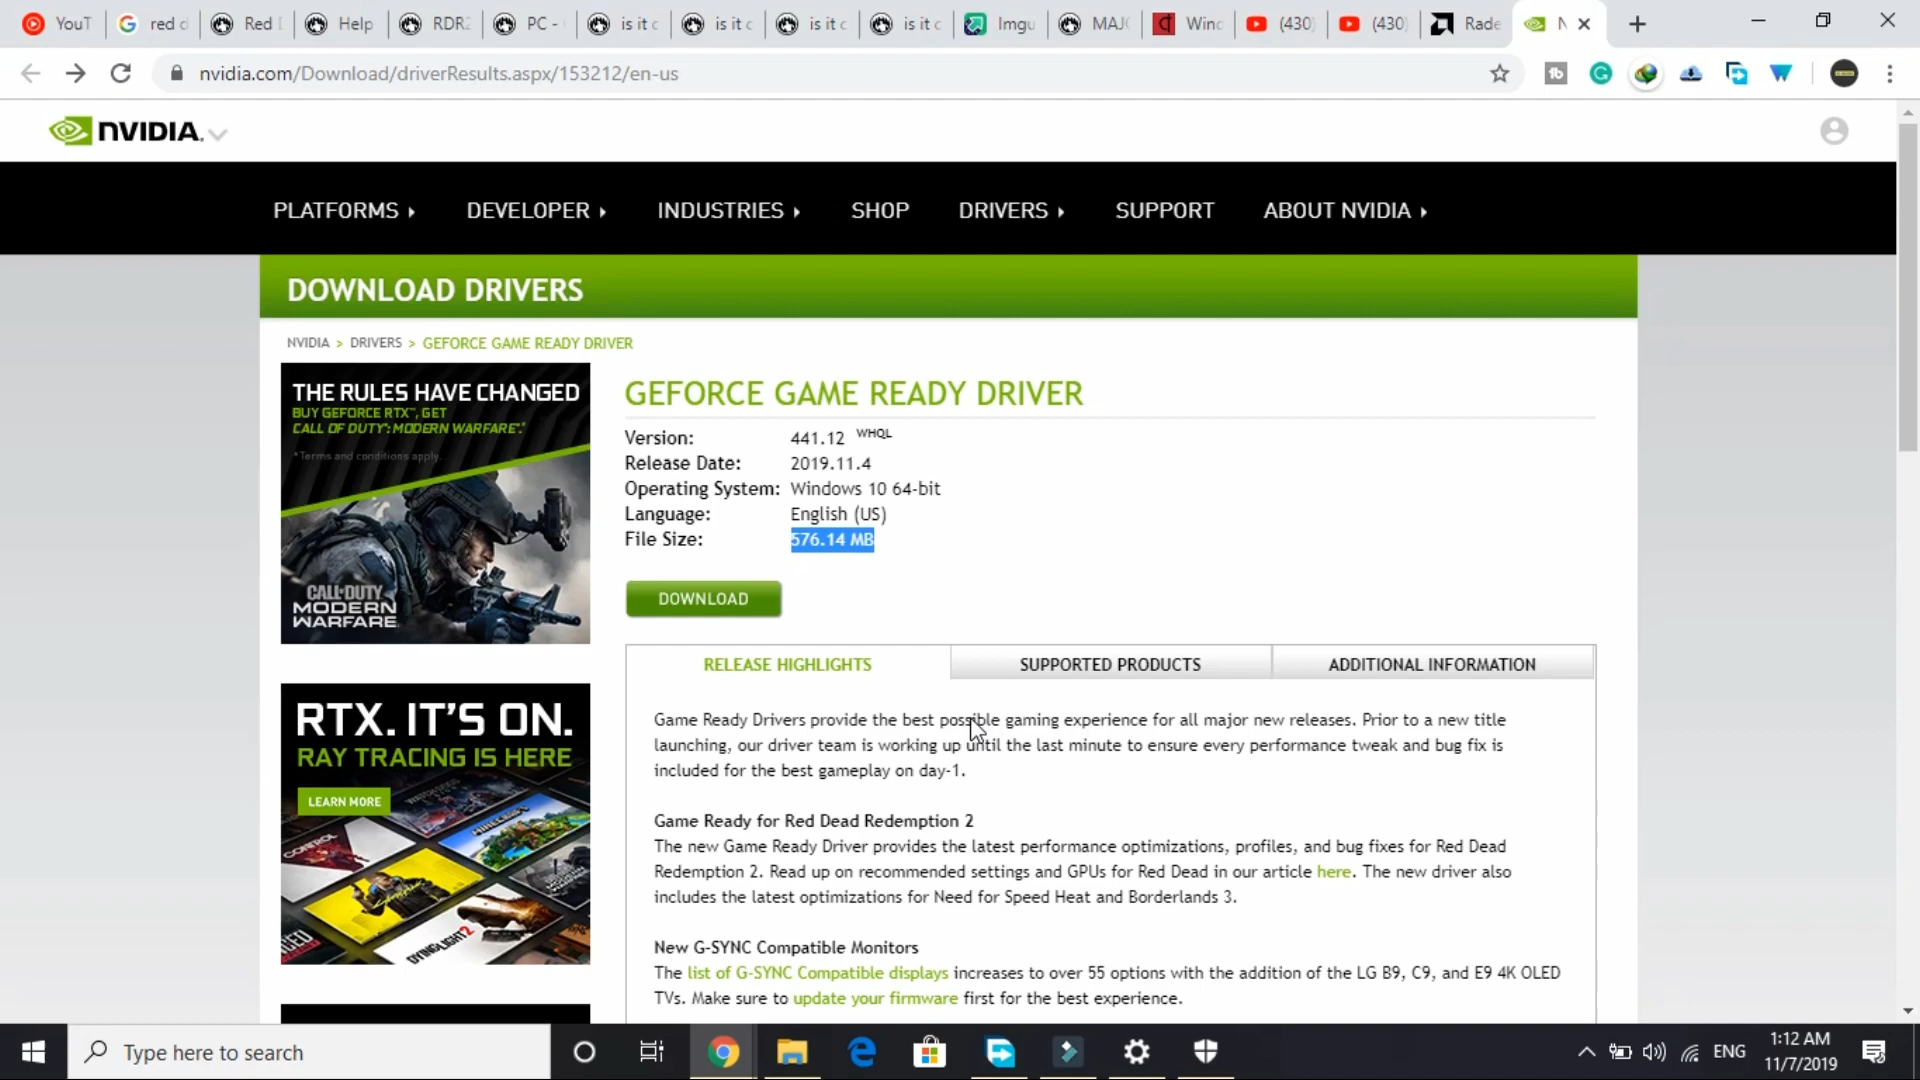 YouT
red d
Red
Help
RDR2
PC -
is it c
is it c
is it c
is it c
Imgu
MAJO
Winc
(430)
(430)
Rade
N
nvidia.com/Download/driverResults.aspx/153212/en-us
NVIDIA.
PLATFORMS
DEVELOPER
INDUSTRIES
SHOP
DRIVERS
SUPPORT
ABOUT NVIDIA
DOWNLOAD DRIVERS
NVIDIA > DRIVERS > GEFORCE GAME READY DRIVER
THE RULES HAVE CHANGED
BUY GEFORCE RTX™, GET
CALL OF DUTY®: MODERN WARFARE®.*
*Terms and conditions apply.
CALL·DUTY
MODERN
WARFARE
GEFORCE GAME READY DRIVER
Version: 441.12 WHQL
Release Date: 2019.11.4
Operating System: Windows 10 64-bit
Language: English (US)
File Size: 576.14 MB
DOWNLOAD
RELEASE HIGHLIGHTS
SUPPORTED PRODUCTS
ADDITIONAL INFORMATION
Game Ready Drivers provide the best possible gaming experience for all major new releases. Prior to a new title
launching, our driver team is working up until the last minute to ensure every performance tweak and bug fix is
included for the best gameplay on day-1.
Game Ready for Red Dead Redemption 2
The new Game Ready Driver provides the latest performance optimizations, profiles, and bug fixes for Red Dead
Redemption 2. Read up on recommended settings and GPUs for Red Dead in our article here. The new driver also
includes the latest optimizations for Need for Speed Heat and Borderlands 3.
New G-SYNC Compatible Monitors
The list of G-SYNC Compatible displays increases to over 55 options with the addition of the LG B9, C9, and E9 4K OLED
TVs. Make sure to update your firmware first for the best experience.
RTX. IT'S ON.
RAY TRACING IS HERE
LEARN MORE
CONTROL
MINECRAFT
DYING LIGHT 2
Type here to search
ENG
1:12 AM
11/7/2019